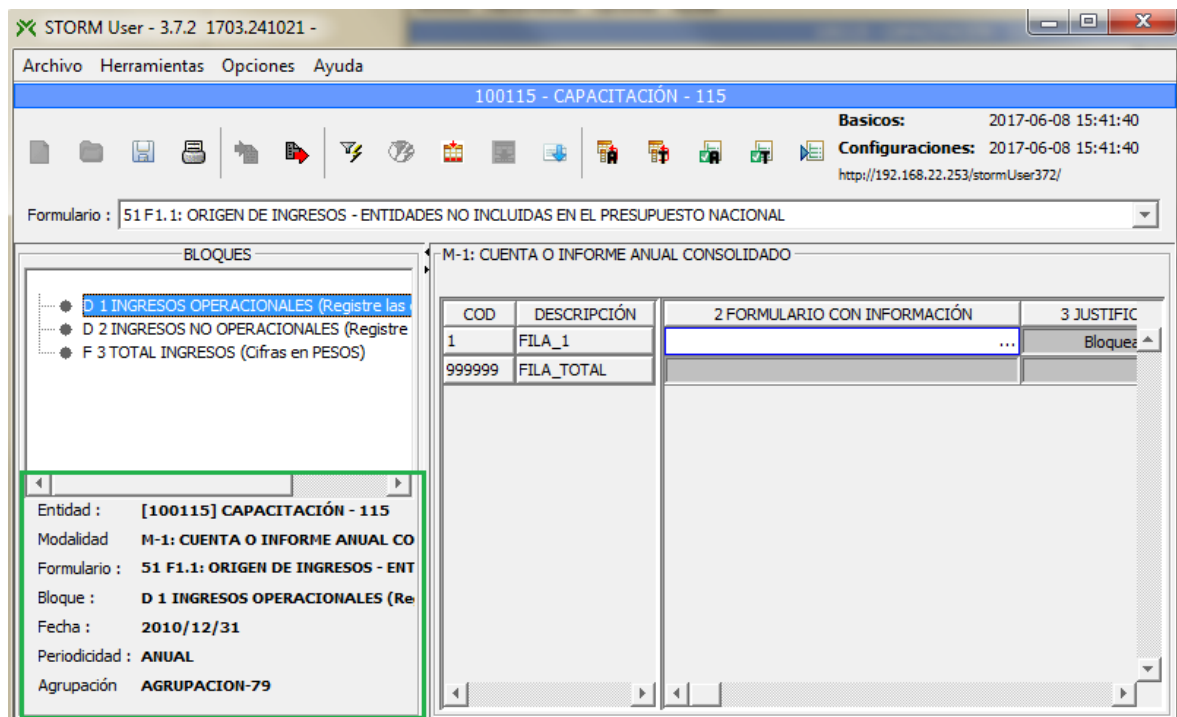 STORM User - 3.7.2 1703.241021 -
Archivo Herramientas Opciones Ayuda
100115 - CAPACITACIÓN - 115
Basicos: 2017-06-08 15:41:40
Configuraciones: 2017-06-08 15:41:40
http://192.168.22.253/stormUser372/
Formulario : 51 F1.1: ORIGEN DE INGRESOS - ENTIDADES NO INCLUIDAS EN EL PRESUPUESTO NACIONAL
BLOQUES
D 1 INGRESOS OPERACIONALES (Registre las
D 2 INGRESOS NO OPERACIONALES (Registre
F 3 TOTAL INGRESOS (Cifras en PESOS)
Entidad : [100115] CAPACITACIÓN - 115
Modalidad M-1: CUENTA O INFORME ANUAL CO
Formulario : 51 F1.1: ORIGEN DE INGRESOS - ENT
Bloque : D 1 INGRESOS OPERACIONALES (Re
Fecha : 2010/12/31
Periodicidad : ANUAL
Agrupación AGRUPACION-79
M-1: CUENTA O INFORME ANUAL CONSOLIDADO
COD DESCRIPCIÓN 2 FORMULARIO CON INFORMACIÓN 3 JUSTIFIC
1 FILA_1 ... Bloquea
999999 FILA_TOTAL